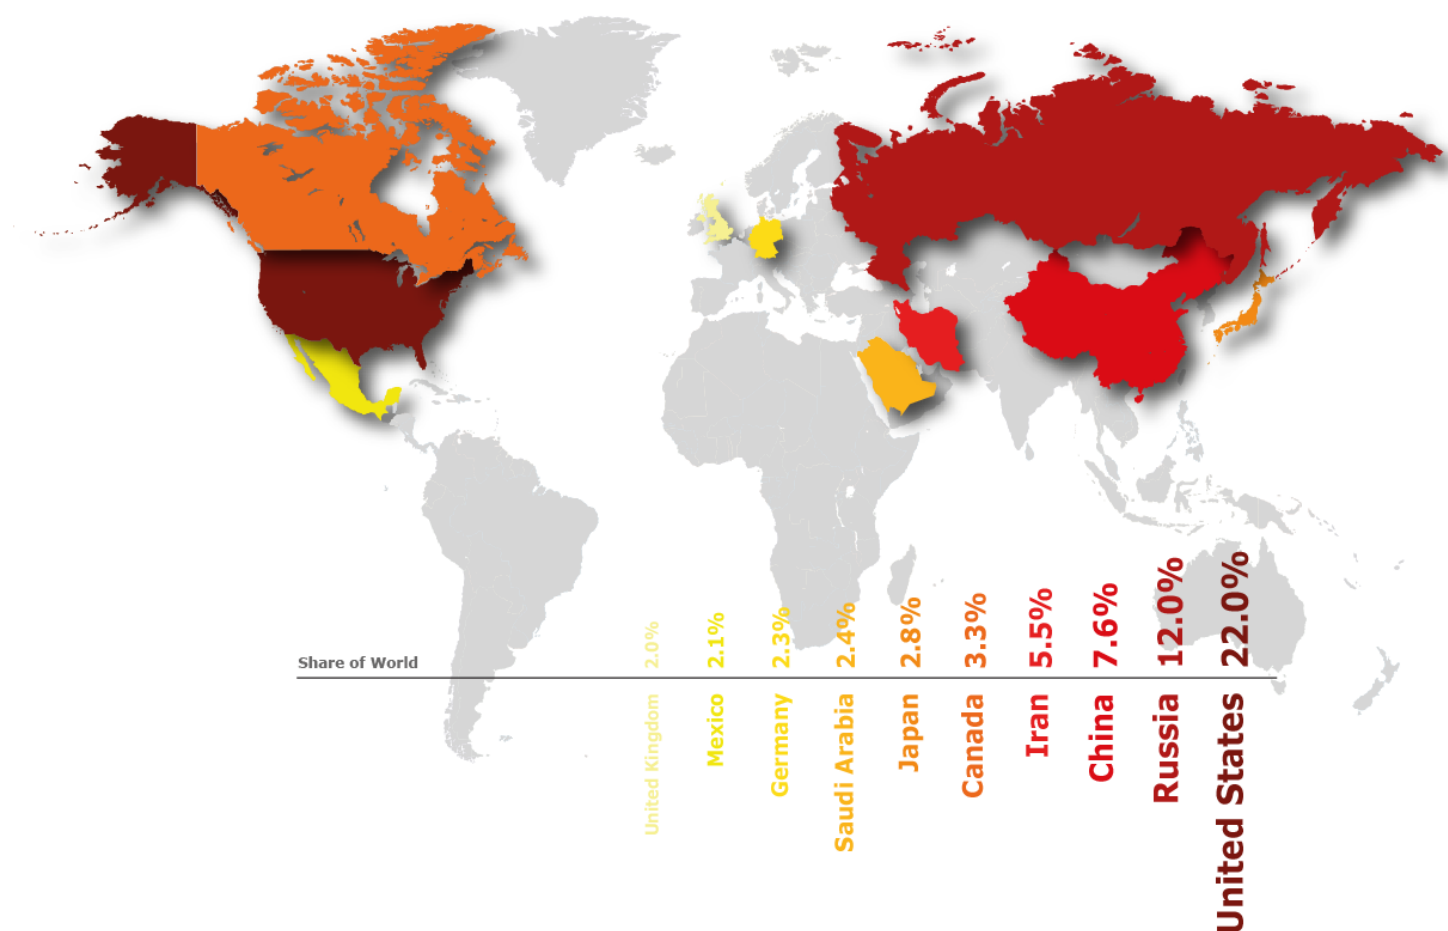 Share of World
United Kingdom 2.0%
Mexico 2.1%
Germany 2.3%
Saudi Arabia 2.4%
Japan 2.8%
Canada 3.3%
Iran 5.5%
China 7.6%
Russia 12.0%
United States 22.0%